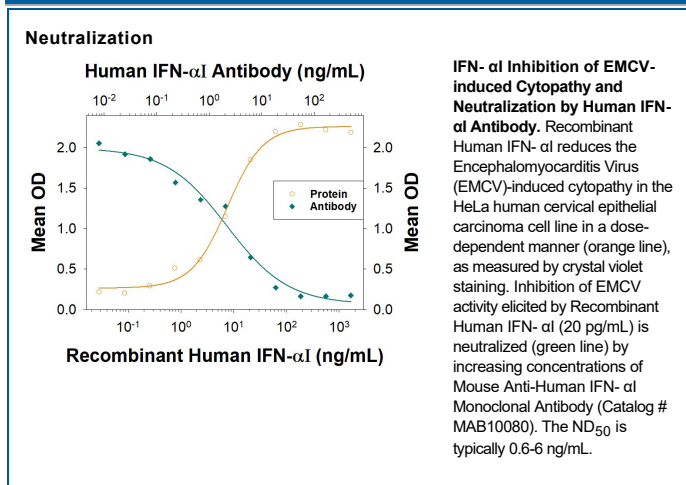 Neutralization
Human IFN-αI Antibody (ng/mL)
10-2 10-1 100 101 102
2.0 2.0
1.5 1.5
1.0 1.0
0.5 0.5
0.0 0.0
Mean OD
Mean OD
Protein
Antibody
10-1 100 101 102 103
Recombinant Human IFN-αI (ng/mL)
IFN- αI Inhibition of EMCV-
induced Cytopathy and
Neutralization by Human IFN-
αI Antibody. Recombinant
Human IFN- αI reduces the
Encephalomyocarditis Virus
(EMCV)-induced cytopathy in the
HeLa human cervical epithelial
carcinoma cell line in a dose-
dependent manner (orange line),
as measured by crystal violet
staining. Inhibition of EMCV
activity elicited by Recombinant
Human IFN- αI (20 pg/mL) is
neutralized (green line) by
increasing concentrations of
Mouse Anti-Human IFN- αI
Monoclonal Antibody (Catalog #
MAB10080). The ND50 is
typically 0.6-6 ng/mL.